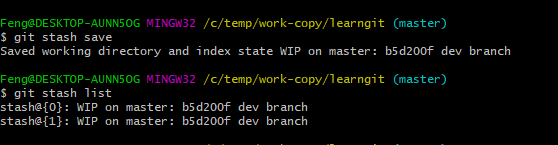 Feng@DESKTOP-AUNN5OG MINGW32 /c/temp/work-copy/learngit (master)
$ git stash save
Saved working directory and index state WIP on master: b5d200f dev branch
Feng@DESKTOP-AUNN5OG MINGW32 /c/temp/work-copy/learngit (master)
$ git stash list
stash@{0}: WIP on master: b5d200f dev branch
stash@{1}: WIP on master: b5d200f dev branch